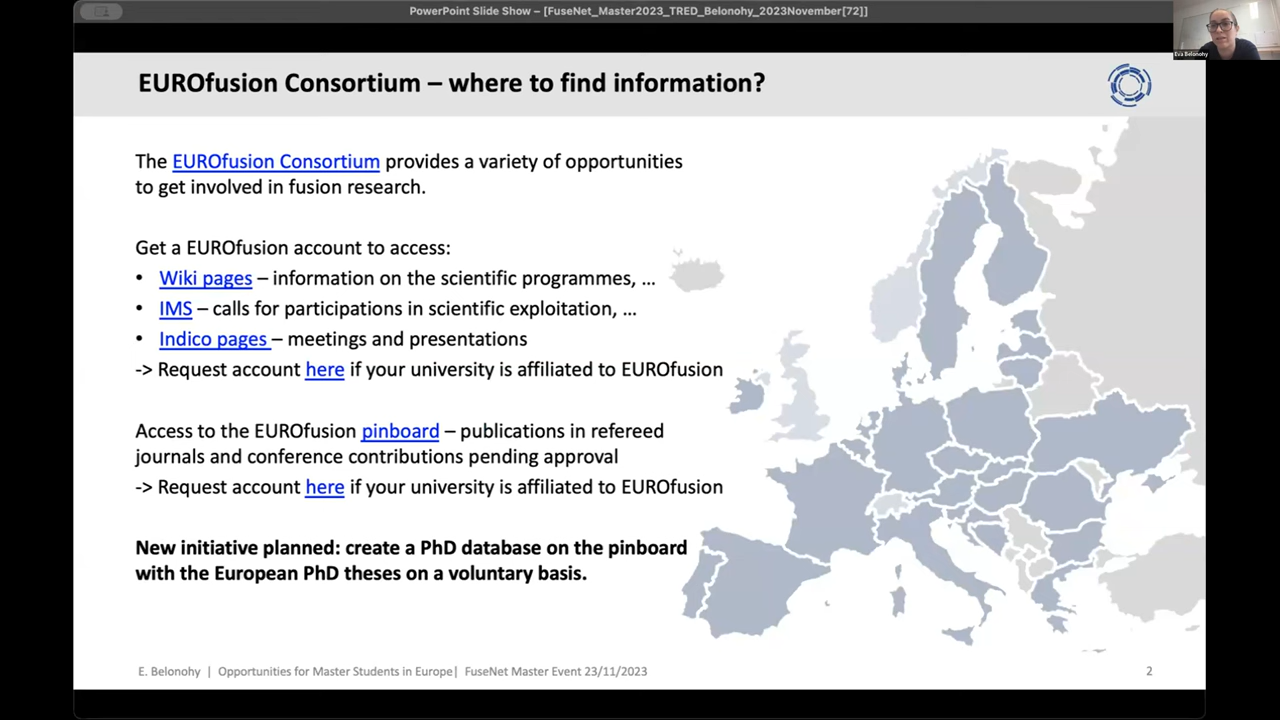 PowerPoint Slide Show – [FuseNet_Master2023_TRED_Belonohy_2023November[72]]
Eva Belonohy
EUROfusion Consortium – where to find information?
The EUROfusion Consortium provides a variety of opportunities
to get involved in fusion research.
Get a EUROfusion account to access:
• Wiki pages – information on the scientific programmes, …
• IMS – calls for participations in scientific exploitation, …
• Indico pages – meetings and presentations
-> Request account here if your university is affiliated to EUROfusion
Access to the EUROfusion pinboard – publications in refereed
journals and conference contributions pending approval
-> Request account here if your university is affiliated to EUROfusion
New initiative planned: create a PhD database on the pinboard
with the European PhD theses on a voluntary basis.
E. Belonohy | Opportunities for Master Students in Europe| FuseNet Master Event 23/11/2023
2